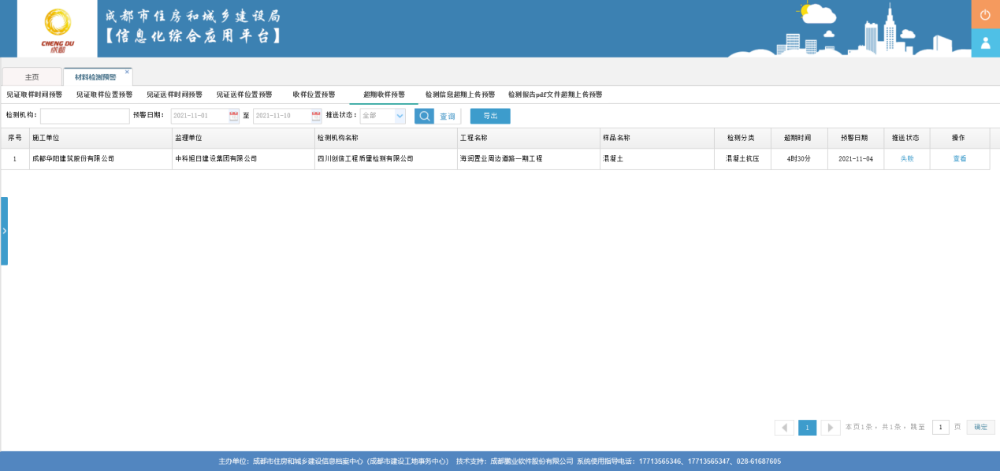 成都市住房和城乡建设局
【信息化综合应用平台】
CHENG DU
成都
主页 材料检测预警 ×
见证取样时间预警 见证取样位置预警 见证送样时间预警 见证送样位置预警 收样位置预警 超期收样预警 检测信息超期上传预警 检测报告pdf文件超期上传预警
检测机构: 预警日期: 2021-11-01 至 2021-11-10 推送状态: 全部 查询 导出
序号 施工单位 监理单位 检测机构名称 工程名称 样品名称 检测分类 超期时间 预警日期 推送状态 操作
1 成都华阳建筑股份有限公司 中科旭日建设集团有限公司 四川创信工程质量检测有限公司 海润置业周边道路一期工程 混凝土 混凝土抗压 4时30分 2021-11-04 失败 查看
1 本页1条，共1条，跳至 1 页 确定
主办单位：成都市住房和城乡建设信息档案中心（成都市建设工地事务中心） 技术支持：成都鹏业软件股份有限公司 系统使用指导电话：17713565346、17713565347、028-61687605